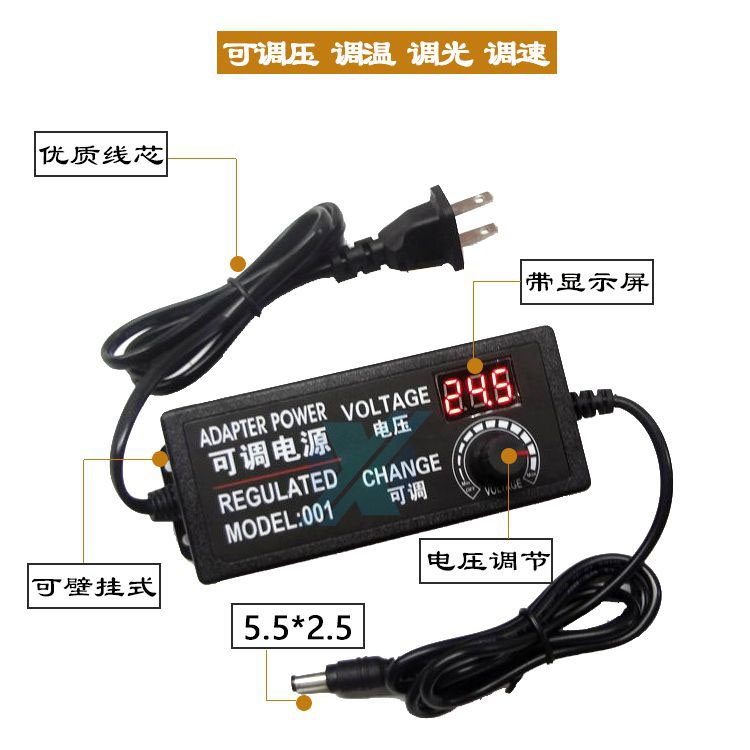 可调压 调温 调光 调速
优质线芯
带显示屏
24.5
ADAPTER POWER
可调电源
REGULATED
MODEL:001
VOLTAGE
电压
CHANGE
可调
OFF
VOLTAGE
可壁挂式
电压调节
5.5*2.5